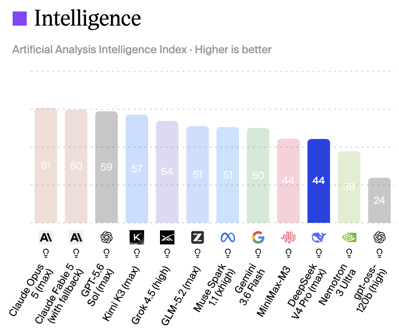 Intelligence
Artificial Analysis Intelligence Index · Higher is better
61
60
59
57
54
51
51
50
44
44
38
24
Claude Opus
5 (max)
Claude Fable 5
(with fallback)
GPT-5.6
Sol (max)
Kimi K3 (max)
Grok 4.5 (high)
GLM-5.2 (max)
Muse Spark
1.1 (xhigh)
Gemini
3.6 Flash
MiniMax-M3
DeepSeek
V4 Pro (max)
Nemotron
3 Ultra
gpt-oss-
120b (high)